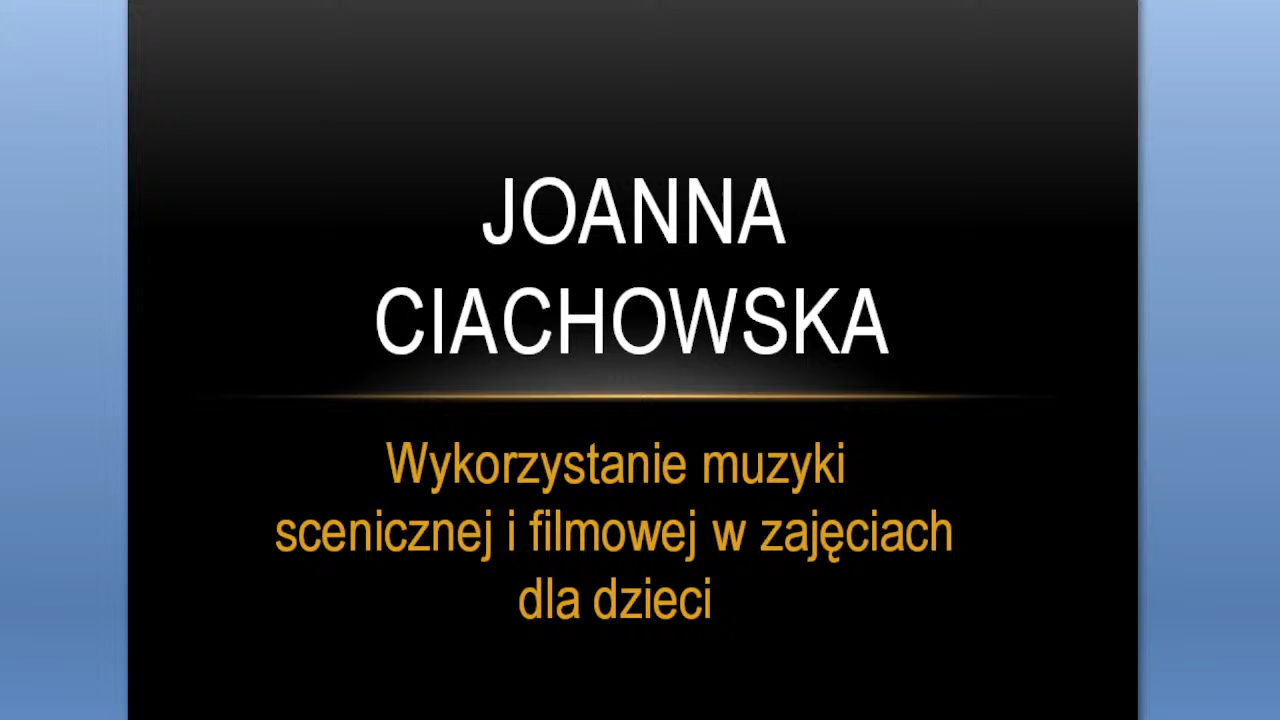 JOANNA
CIACHOWSKA
Wykorzystanie muzyki
scenicznej i filmowej w zajęciach
dla dzieci